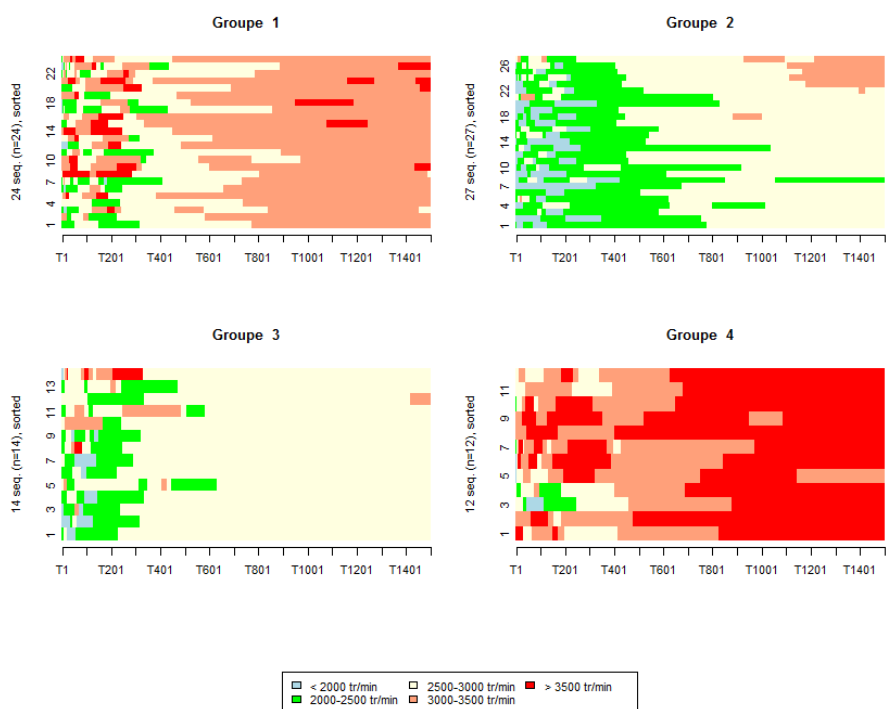 Groupe 1
24 seq. (n=24), sorted
22
18
14
10
7
4
1
T1 T201 T401 T601 T801 T1001 T1201 T1401
Groupe 2
27 seq. (n=27), sorted
26
22
18
14
10
7
4
1
T1 T201 T401 T601 T801 T1001 T1201 T1401
Groupe 3
14 seq. (n=14), sorted
13
11
9
7
5
3
1
T1 T201 T401 T601 T801 T1001 T1201 T1401
Groupe 4
12 seq. (n=12), sorted
11
9
7
5
3
1
T1 T201 T401 T601 T801 T1001 T1201 T1401
< 2000 tr/min 2500-3000 tr/min > 3500 tr/min
2000-2500 tr/min 3000-3500 tr/min